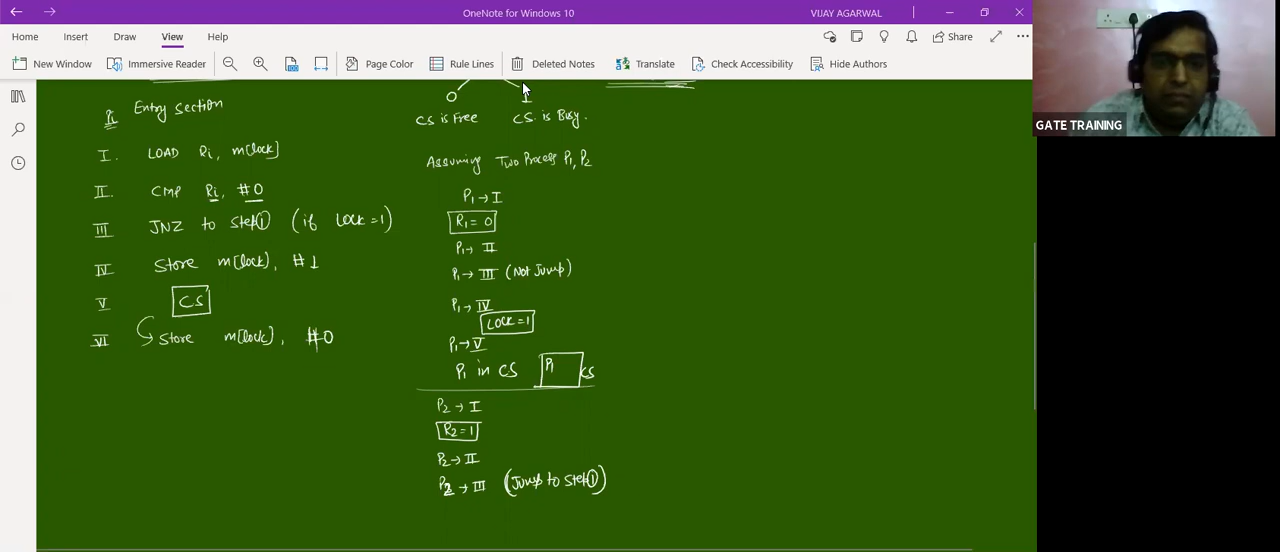 OneNote for Windows 10
VIJAY AGARWAL
Home Insert Draw View Help
Share
New Window Immersive Reader Page Color Rule Lines Deleted Notes Translate Check Accessibility Hide Authors
GATE TRAINING
Pi Entry section
I. LOAD Ri, m[lock]
II. CMP Ri, #0
III JNZ to step① (if Lock=1)
IV Store m[lock], #1
V CS
VI Store m[lock], #0
0 1
CS is Free CS. is Busy.
Assuming Two Process P1, P2
P1 → I
R1 = 0
P1 → II
P1 → III (Not Jump)
P1 → IV
Lock=1
P1 → V
P1 in CS P1 CS
P2 → I
R2=1
P2 → II
P2 → III (Jump to Step①)